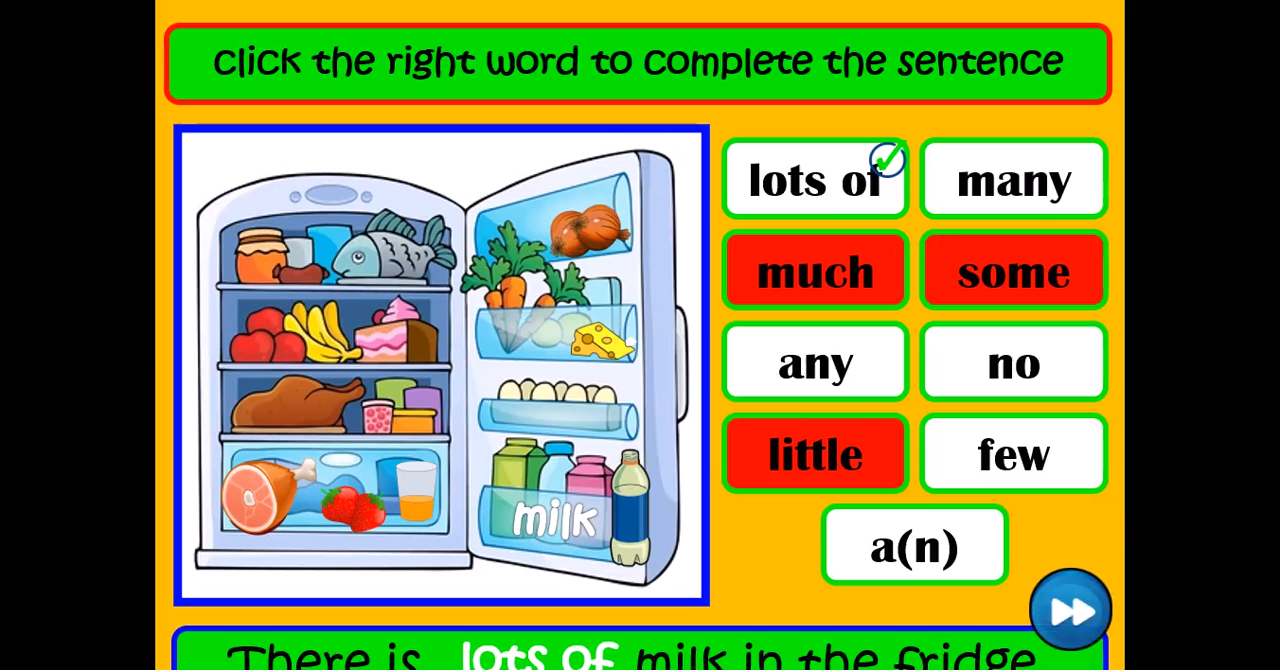 click the right word to complete the sentence
lots of
many
much
some
any
no
little
few
a(n)
milk
There is lots of milk in the fridge